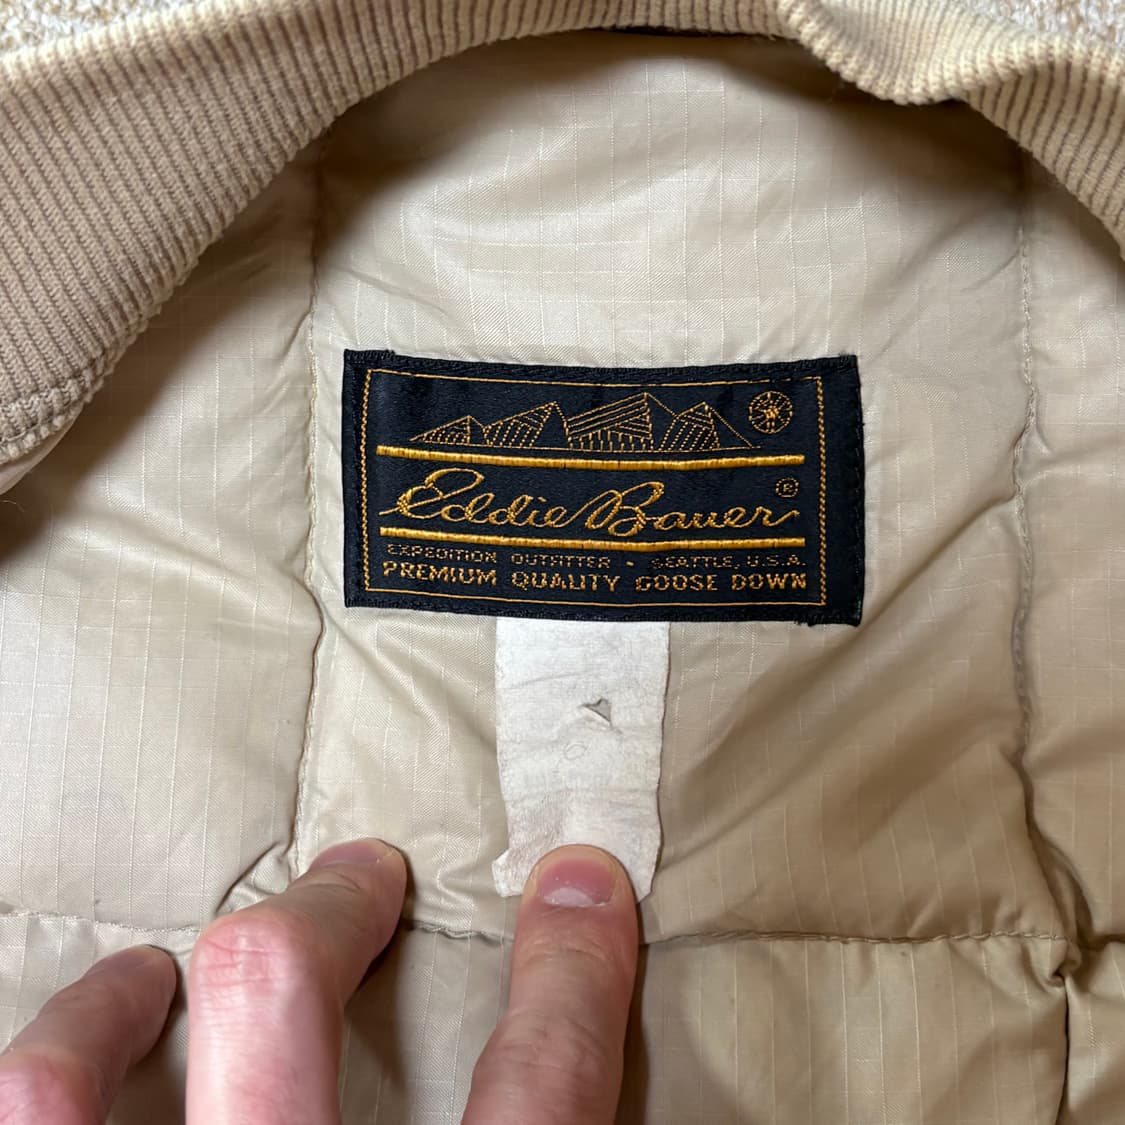 Eddie Bauer ®
EXPEDITION OUTFITTER - SEATTLE, U.S.A.
PREMIUM QUALITY GOOSE DOWN